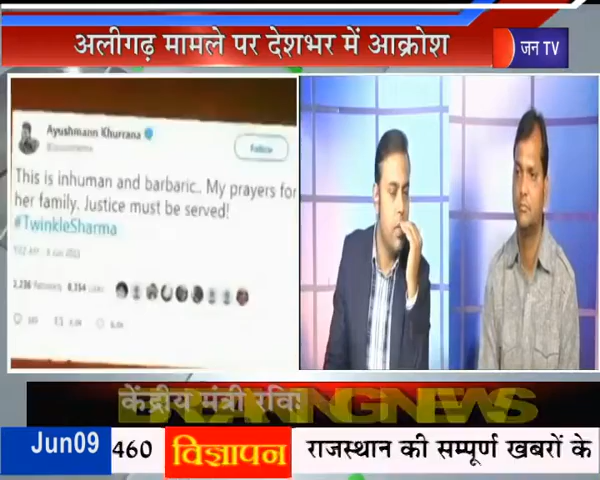 अलीगढ़ मामले पर देशभर में आक्रोश
जन TV
Ayushmann Khurrana
Follow
This is inhuman and barbaric.. My prayers for
her family. Justice must be served!
#TwinkleSharma
केंद्रीय मंत्री रवि
NEWS
Jun09
460
विज्ञापन
राजस्थान की सम्पूर्ण खबरों के